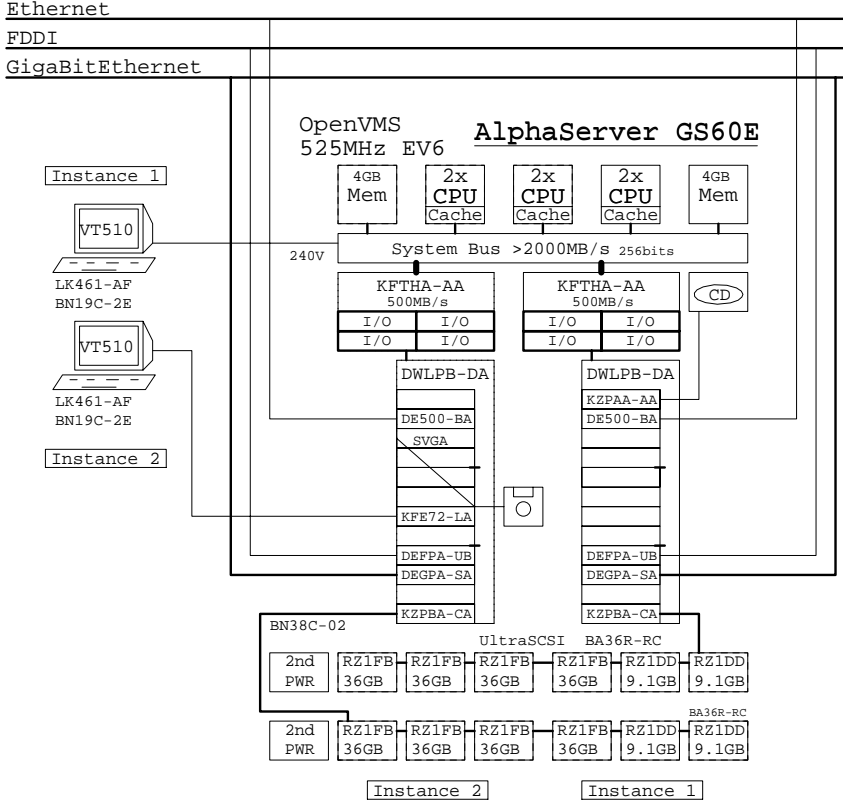 Ethernet
FDDI
GigaBitEthernet
OpenVMS
525MHz EV6
AlphaServer GS60E
Instance 1
4GB
Mem
2x
CPU
Cache
2x
CPU
Cache
2x
CPU
Cache
4GB
Mem
VT510
240V
System Bus >2000MB/s 256bits
LK461-AF
BN19C-2E
KFTHA-AA
500MB/s
I/O I/O
I/O I/O
KFTHA-AA
500MB/s
I/O I/O
I/O I/O
CD
VT510
LK461-AF
BN19C-2E
Instance 2
DWLPB-DA
DE500-BA
SVGA
KFE72-LA
DEFPA-UB
DEGPA-SA
KZPBA-CA
DWLPB-DA
KZPAA-AA
DE500-BA
DEFPA-UB
DEGPA-SA
KZPBA-CA
BN38C-02
UltraSCSI BA36R-RC
2nd RZ1FB RZ1FB RZ1FB RZ1FB RZ1DD RZ1DD
PWR 36GB 36GB 36GB 36GB 9.1GB 9.1GB
BA36R-RC
2nd RZ1FB RZ1FB RZ1FB RZ1FB RZ1DD RZ1DD
PWR 36GB 36GB 36GB 36GB 9.1GB 9.1GB
Instance 2 Instance 1